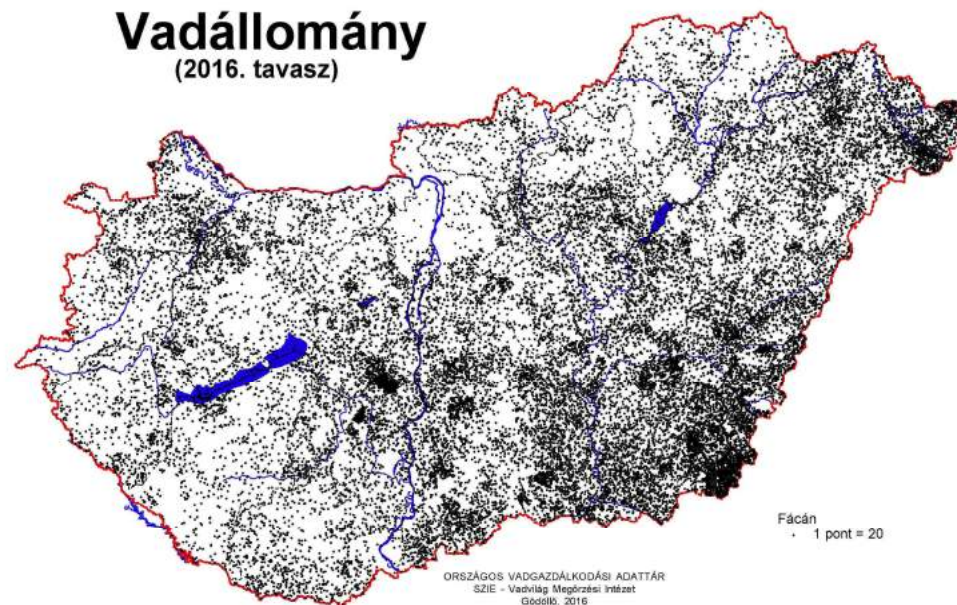 Vadállomány
(2016. tavasz)
Fácán
1 pont = 20
ORSZÁGOS VADGAZDÁLKODÁSI ADATTÁR
SZIE - Vadvilág Megőrzési Intézet
Gödöllő, 2016